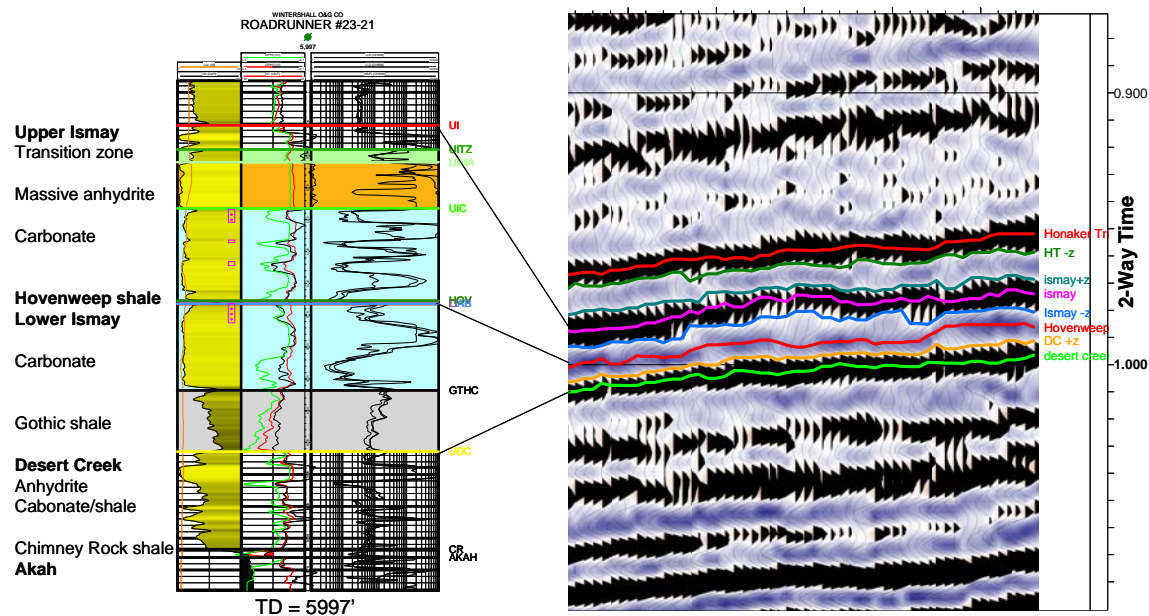 WINTERSHALL O&G CO
ROADRUNNER #23-21
5,997
UI
Upper Ismay
UITZ
Transition zone
UIMA
Massive anhydrite
UIC
Carbonate
Hovenweep shale
HOV
Lower Ismay
Carbonate
GTHC
Gothic shale
UDC
Desert Creek
Anhydrite
Cabonate/shale
Chimney Rock shale
CR
AKAH
Akah
TD = 5997'
0.900
Honaker Tr
HT -z
ismay+z
ismay
Ismay -z
Hovenweep
DC +z
desert creek
1.000
2-Way Time